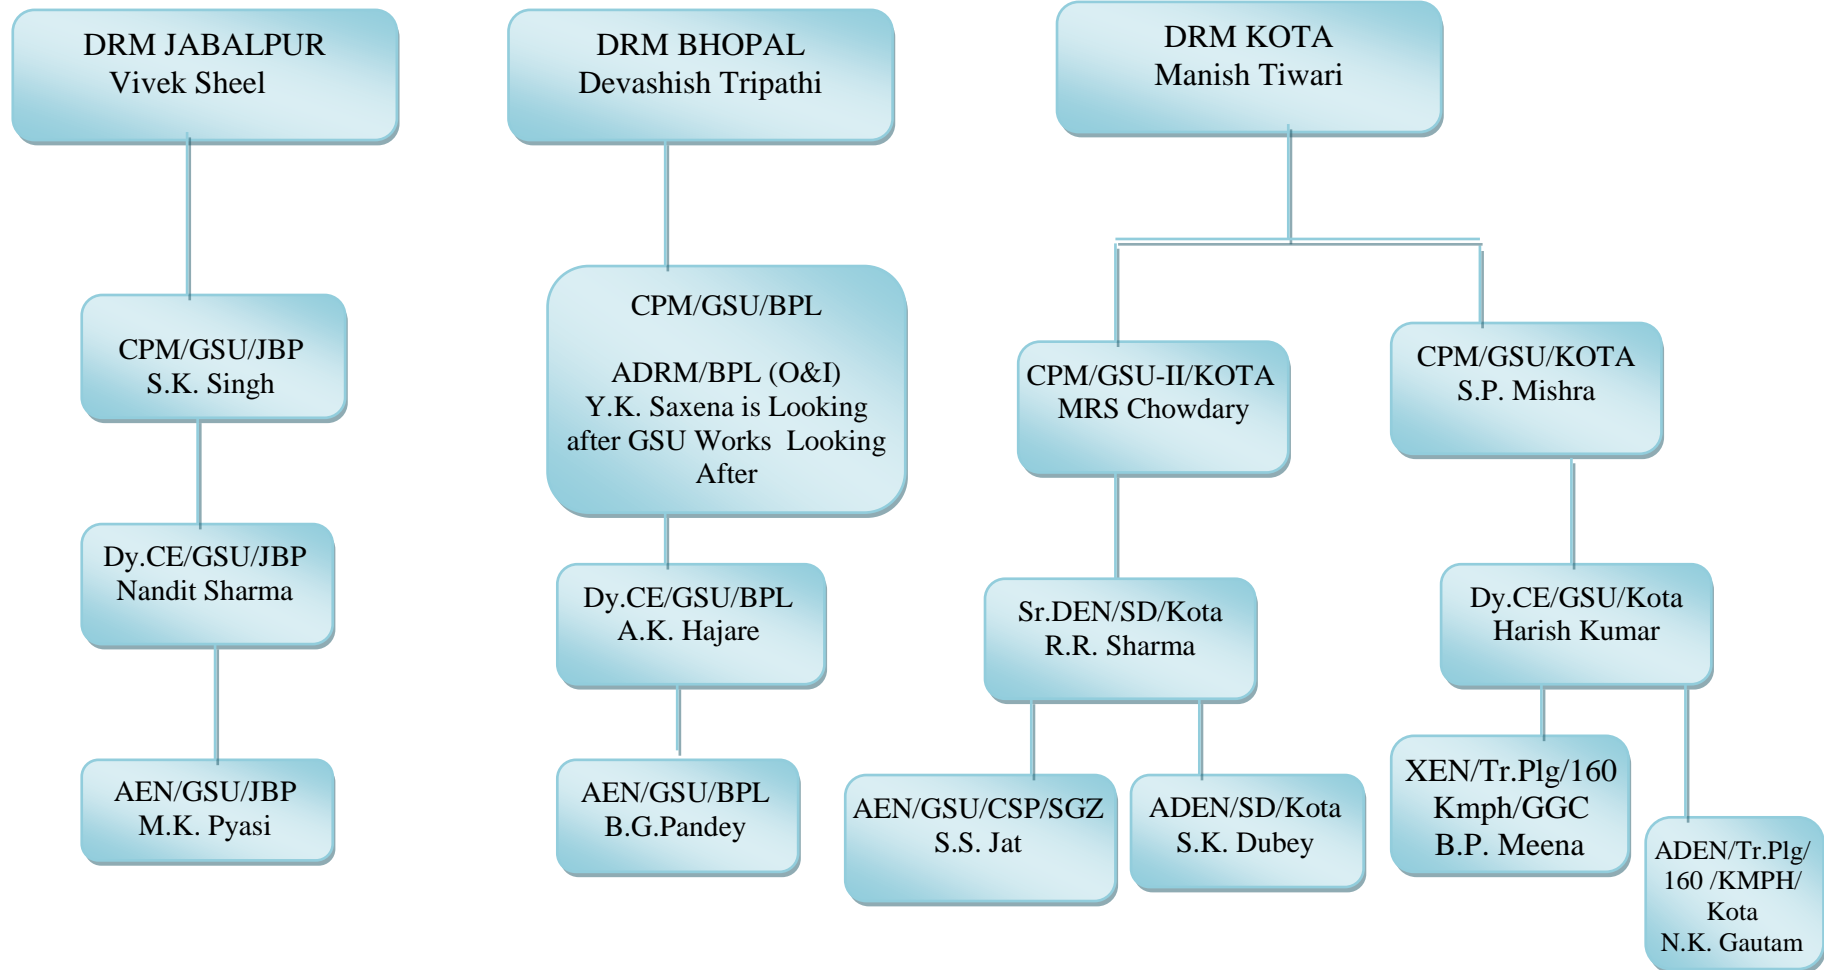 DRM JABALPUR
Vivek Sheel
DRM BHOPAL
Devashish Tripathi
DRM KOTA
Manish Tiwari
CPM/GSU/JBP
S.K. Singh
CPM/GSU/BPL
ADRM/BPL (O&I)
Y.K. Saxena is Looking
after GSU Works  Looking
After
CPM/GSU-II/KOTA
MRS Chowdary
CPM/GSU/KOTA
S.P. Mishra
Dy.CE/GSU/JBP
Nandit Sharma
Dy.CE/GSU/BPL
A.K. Hajare
Sr.DEN/SD/Kota
R.R. Sharma
Dy.CE/GSU/Kota
Harish Kumar
AEN/GSU/JBP
M.K. Pyasi
AEN/GSU/BPL
B.G.Pandey
AEN/GSU/CSP/SGZ
S.S. Jat
ADEN/SD/Kota
S.K. Dubey
XEN/Tr.Plg/160
Kmph/GGC
B.P. Meena
ADEN/Tr.Plg/
160 /KMPH/
Kota
N.K. Gautam